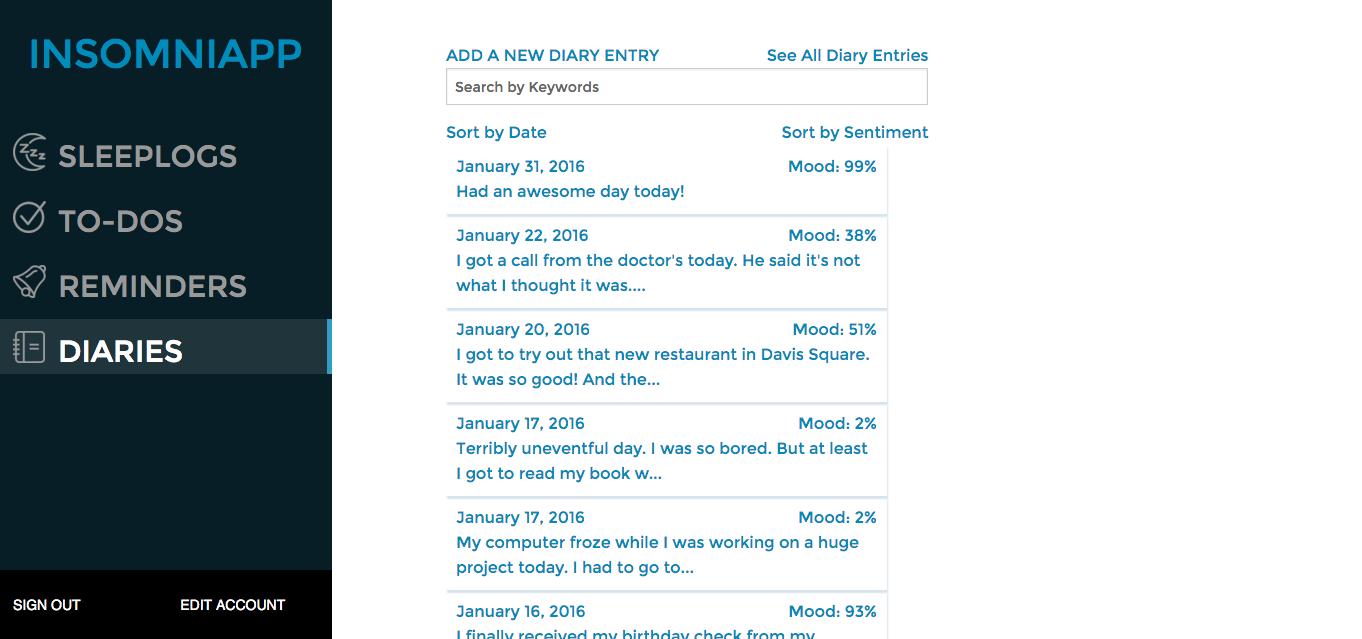 INSOMNIAPP
SLEEPLOGS
TO-DOS
REMINDERS
DIARIES
SIGN OUT
EDIT ACCOUNT
ADD A NEW DIARY ENTRY
See All Diary Entries
Search by Keywords
Sort by Date
Sort by Sentiment
January 31, 2016
Mood: 99%
Had an awesome day today!
January 22, 2016
Mood: 38%
I got a call from the doctor's today. He said it's not
what I thought it was....
January 20, 2016
Mood: 51%
I got to try out that new restaurant in Davis Square.
It was so good! And the...
January 17, 2016
Mood: 2%
Terribly uneventful day. I was so bored. But at least
I got to read my book w...
January 17, 2016
Mood: 2%
My computer froze while I was working on a huge
project today. I had to go to...
January 16, 2016
Mood: 93%
I finally received my birthday check from my